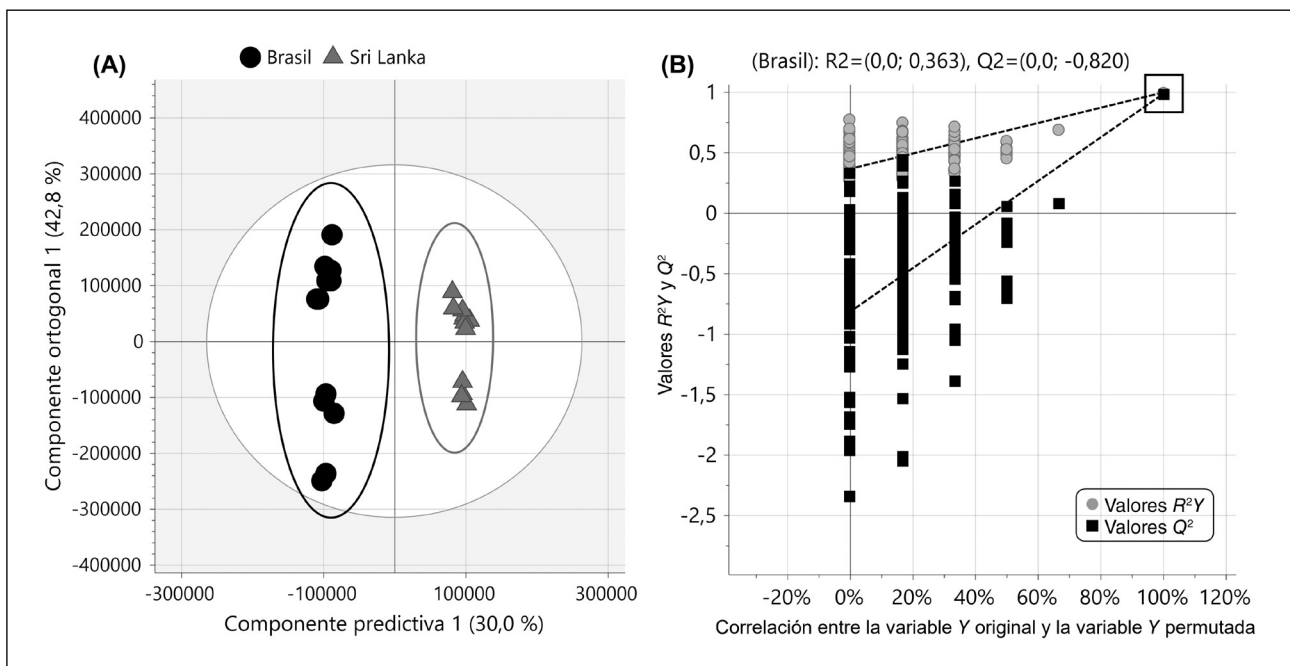 (A)
Brasil Sri Lanka
Componente ortogonal 1 (42,8 %)
400000
300000
200000
100000
0
-100000
-200000
-300000
-400000
-300000 -100000 100000 300000
Componente predictiva 1 (30,0 %)
(B)
(Brasil): R2=(0,0; 0,363), Q2=(0,0; -0,820)
Valores R²Y y Q²
1
0,5
0
-0,5
-1
-1,5
-2
-2,5
Valores R²Y
Valores Q²
-20% 0% 20% 40% 60% 80% 100% 120%
Correlación entre la variable Y original y la variable Y permutada